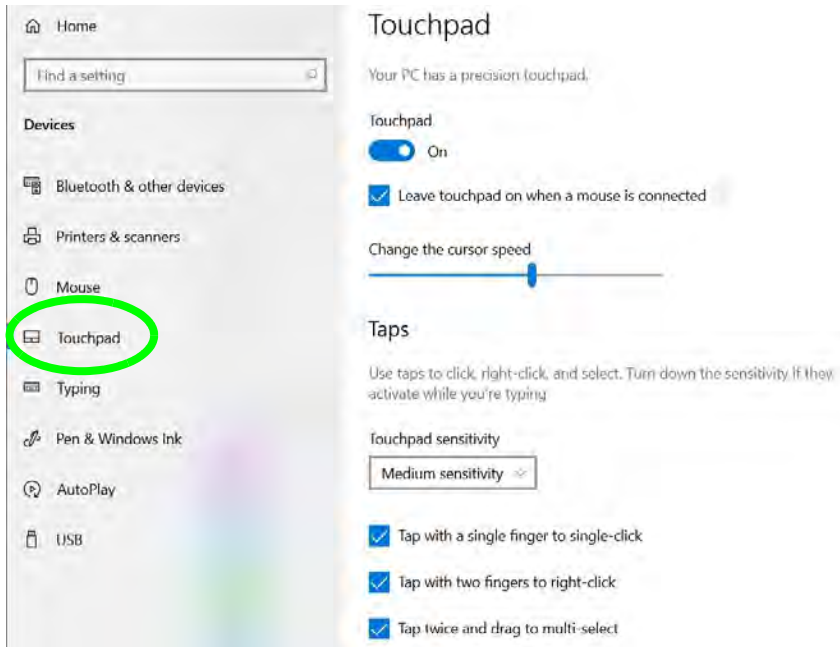 Home
Find a setting
Devices
Bluetooth & other devices
Printers & scanners
Mouse
Touchpad
Typing
Pen & Windows Ink
AutoPlay
USB
Touchpad
Your PC has a precision touchpad.
Touchpad
On
Leave touchpad on when a mouse is connected
Change the cursor speed
Taps
Use taps to click, right-click, and select. Turn down the sensitivity if they
activate while you're typing
Touchpad sensitivity
Medium sensitivity
Tap with a single finger to single-click
Tap with two fingers to right-click
Tap twice and drag to multi-select